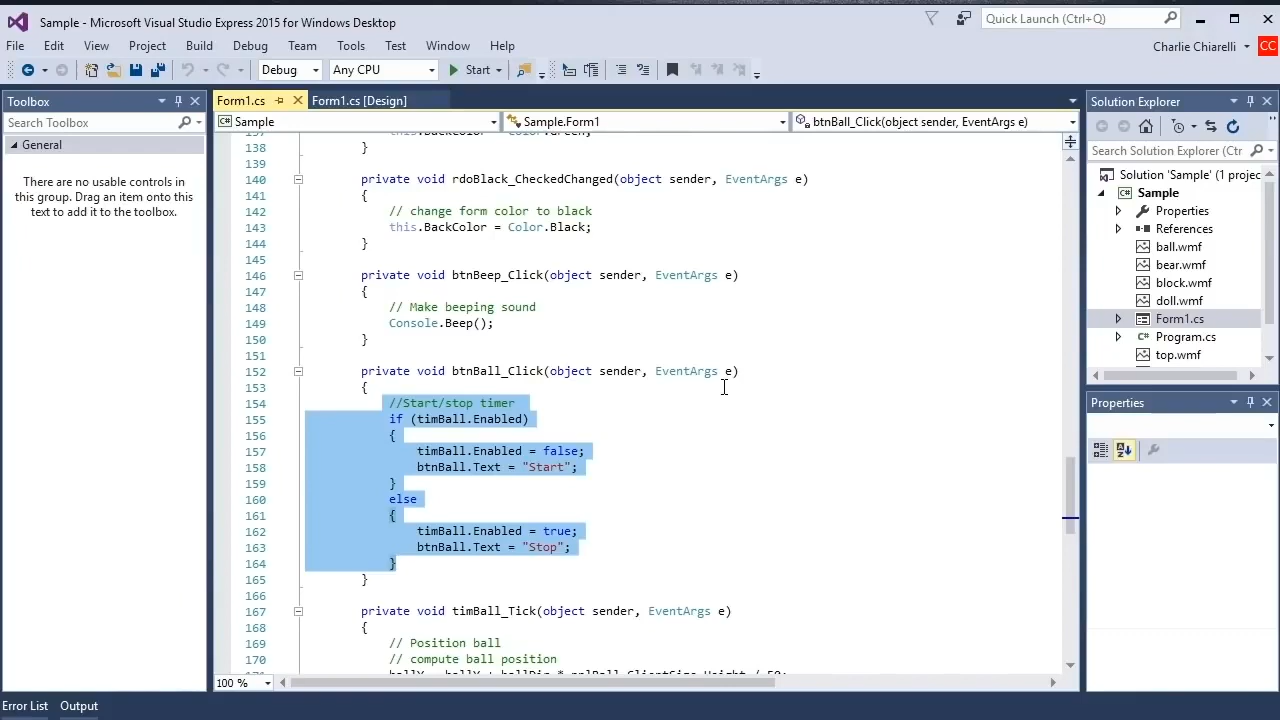 Sample - Microsoft Visual Studio Express 2015 for Windows Desktop
Quick Launch (Ctrl+Q)
File Edit View Project Build Debug Team Tools Test Window Help
Charlie Chiarelli CC
Debug Any CPU Start
Toolbox
Search Toolbox
General
There are no usable controls in
this group. Drag an item onto this
text to add it to the toolbox.
Form1.cs Form1.cs [Design]
Sample Sample.Form1 btnBall_Click(object sender, EventArgs e)
138 }
139
140 private void rdoBlack_CheckedChanged(object sender, EventArgs e)
141 {
142 // change form color to black
143 this.BackColor = Color.Black;
144 }
145
146 private void btnBeep_Click(object sender, EventArgs e)
147 {
148 // Make beeping sound
149 Console.Beep();
150 }
151
152 private void btnBall_Click(object sender, EventArgs e)
153 {
154 //Start/stop timer
155 if (timBall.Enabled)
156 {
157 timBall.Enabled = false;
158 btnBall.Text = "Start";
159 }
160 else
161 {
162 timBall.Enabled = true;
163 btnBall.Text = "Stop";
164 }
165 }
166
167 private void timBall_Tick(object sender, EventArgs e)
168 {
169 // Position ball
170 // compute ball position
100 %
Solution Explorer
Search Solution Explorer (Ctr
Solution 'Sample' (1 projec
Sample
Properties
References
ball.wmf
bear.wmf
block.wmf
doll.wmf
Form1.cs
Program.cs
top.wmf
Properties
Error List Output